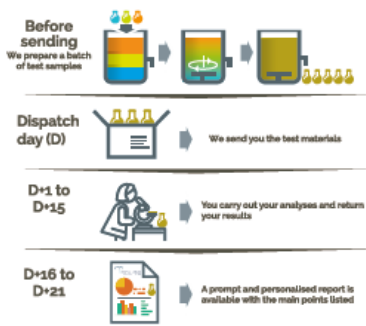 Before
sending
We prepare a batch
of test samples
Dispatch
day (D)
We send you the test materials
D+1 to
D+15
You carry out your analyses and return
your results
D+16 to
D+21
A prompt and personalised report is
available with the main points listed